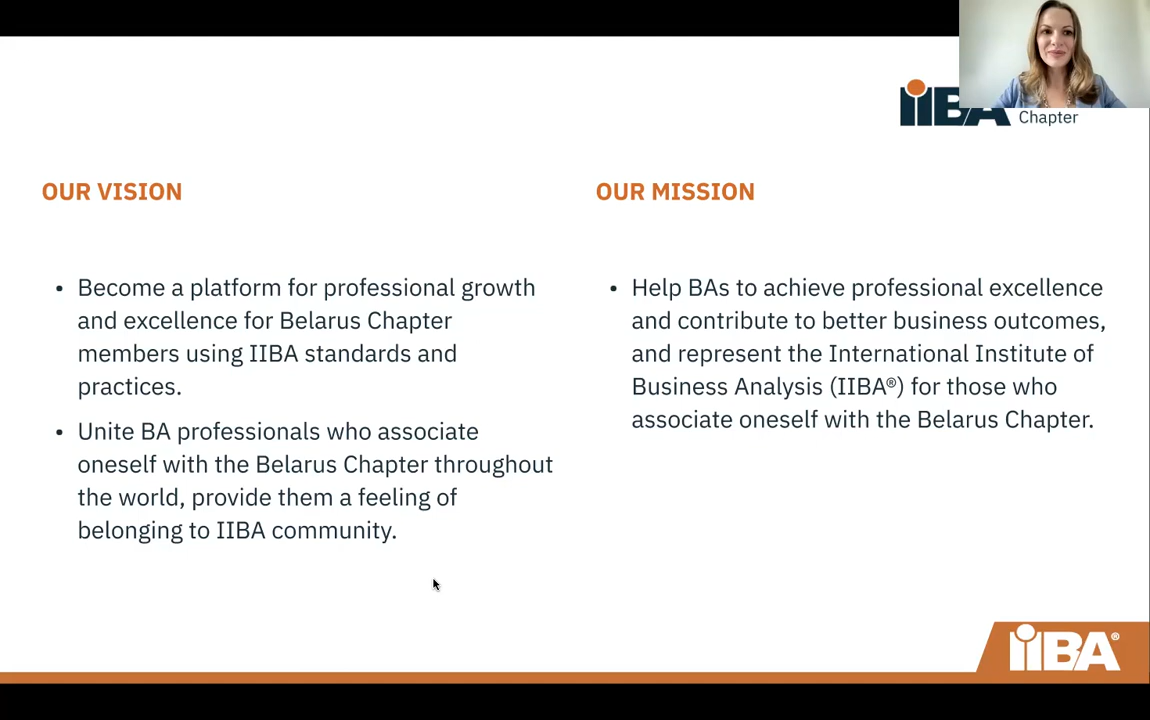 iiBA
Chapter
OUR VISION
• Become a platform for professional growth
and excellence for Belarus Chapter
members using IIBA standards and
practices.
• Unite BA professionals who associate
oneself with the Belarus Chapter throughout
the world, provide them a feeling of
belonging to IIBA community.
OUR MISSION
• Help BAs to achieve professional excellence
and contribute to better business outcomes,
and represent the International Institute of
Business Analysis (IIBA®) for those who
associate oneself with the Belarus Chapter.
iiBA®